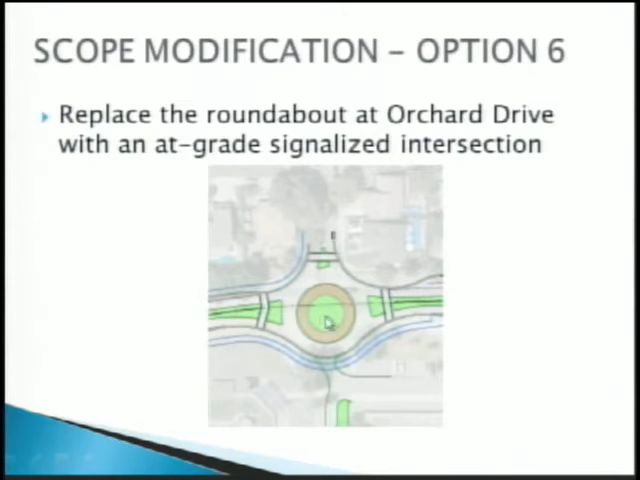 SCOPE MODIFICATION – OPTION 6
Replace the roundabout at Orchard Drive
with an at-grade signalized intersection